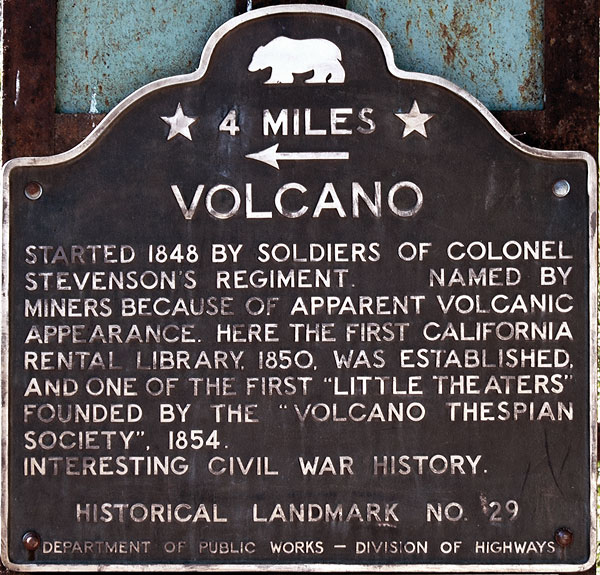 4 MILES
VOLCANO
STARTED 1848 BY SOLDIERS OF COLONEL
STEVENSON'S REGIMENT. NAMED BY
MINERS BECAUSE OF APPARENT VOLCANIC
APPEARANCE. HERE THE FIRST CALIFORNIA
RENTAL LIBRARY, 1850, WAS ESTABLISHED,
AND ONE OF THE FIRST "LITTLE THEATERS"
FOUNDED BY THE "VOLCANO THESPIAN
SOCIETY", 1854.
INTERESTING CIVIL WAR HISTORY.
HISTORICAL LANDMARK NO. 29
DEPARTMENT OF PUBLIC WORKS – DIVISION OF HIGHWAYS